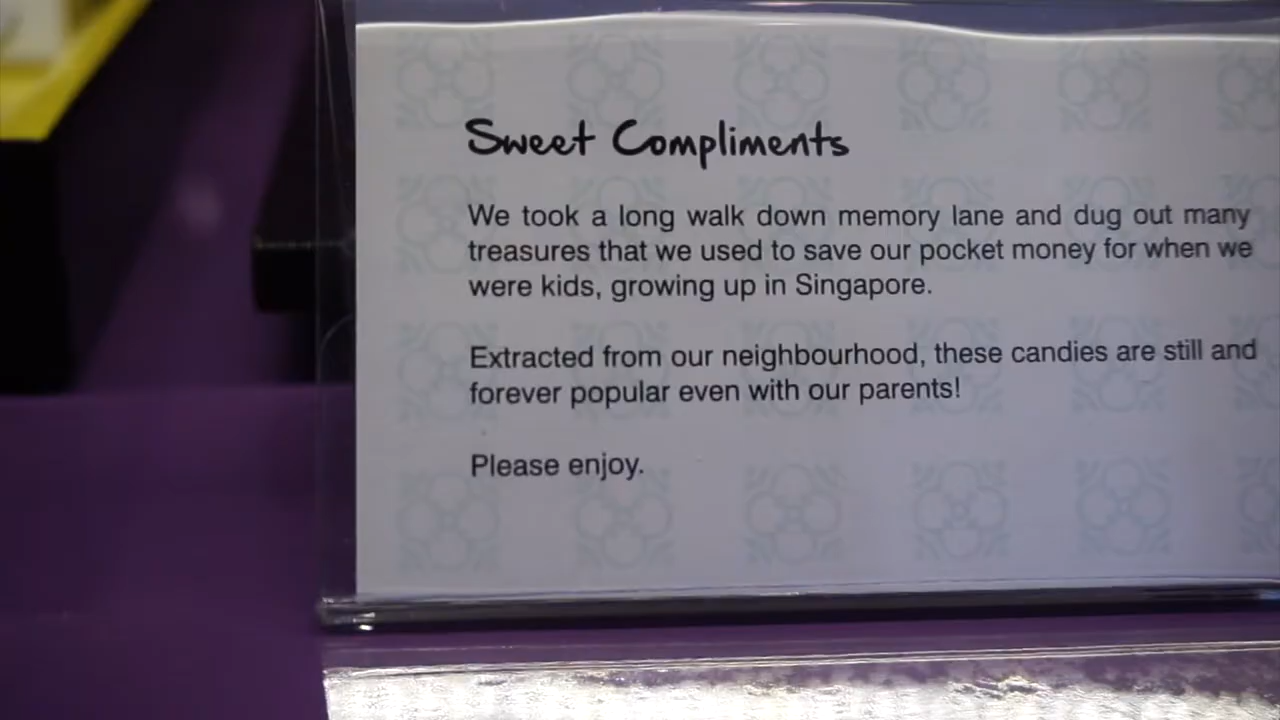 Sweet Compliments
We took a long walk down memory lane and dug out many
treasures that we used to save our pocket money for when we
were kids, growing up in Singapore.
Extracted from our neighbourhood, these candies are still and
forever popular even with our parents!
Please enjoy.